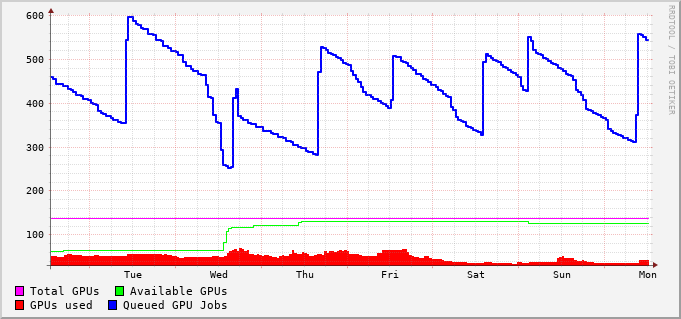 600
500
400
300
200
100
Tue Wed Thu Fri Sat Sun Mon
Total GPUs Available GPUs
GPUs used Queued GPU Jobs
RRDTOOL / TOBI OETIKER